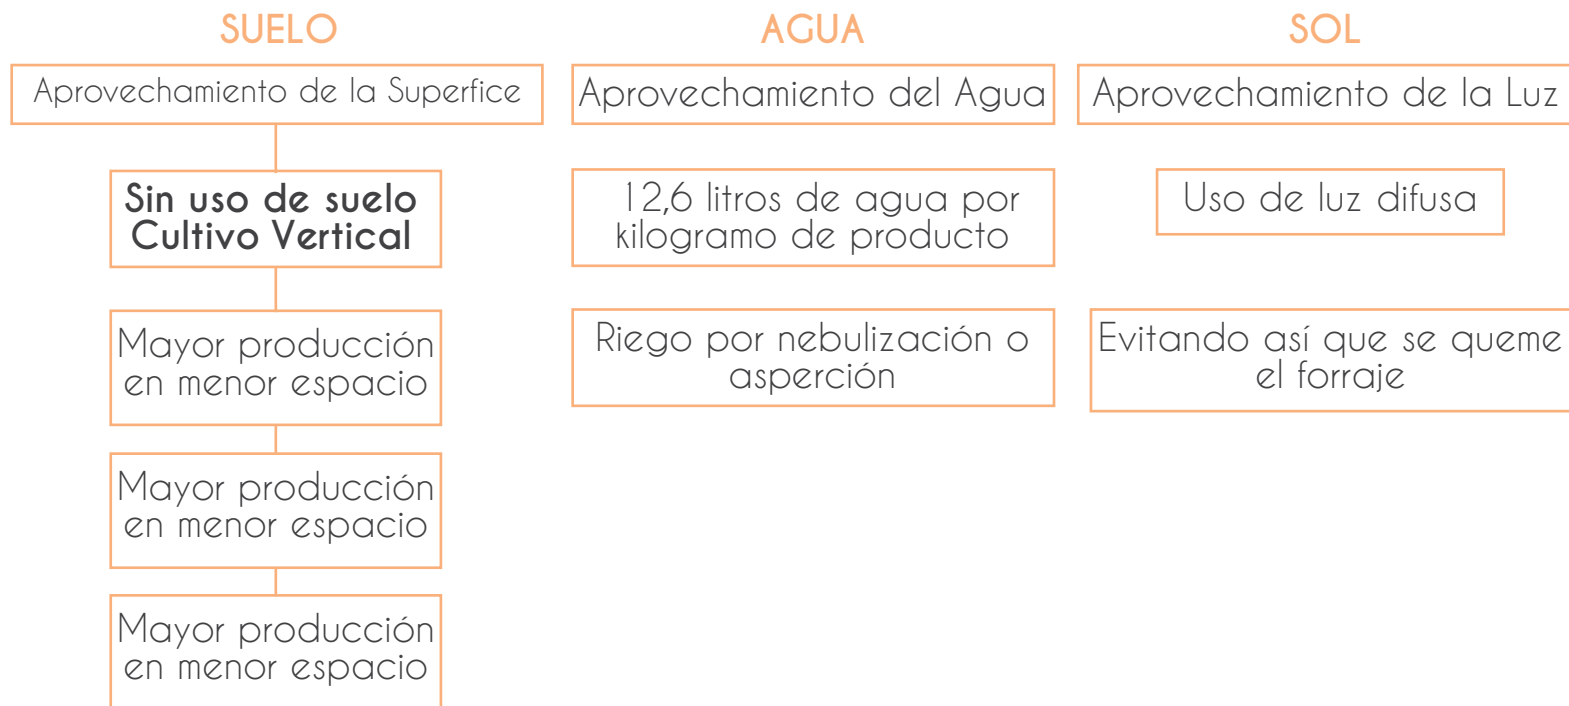 SUELO
Aprovechamiento de la Superfice
Sin uso de suelo
Cultivo Vertical
Mayor producción
en menor espacio
Mayor producción
en menor espacio
Mayor producción
en menor espacio
AGUA
Aprovechamiento del Agua
12,6 litros de agua por
kilogramo de producto
Riego por nebulización o
asperción
SOL
Aprovechamiento de la Luz
Uso de luz difusa
Evitando así que se queme
el forraje